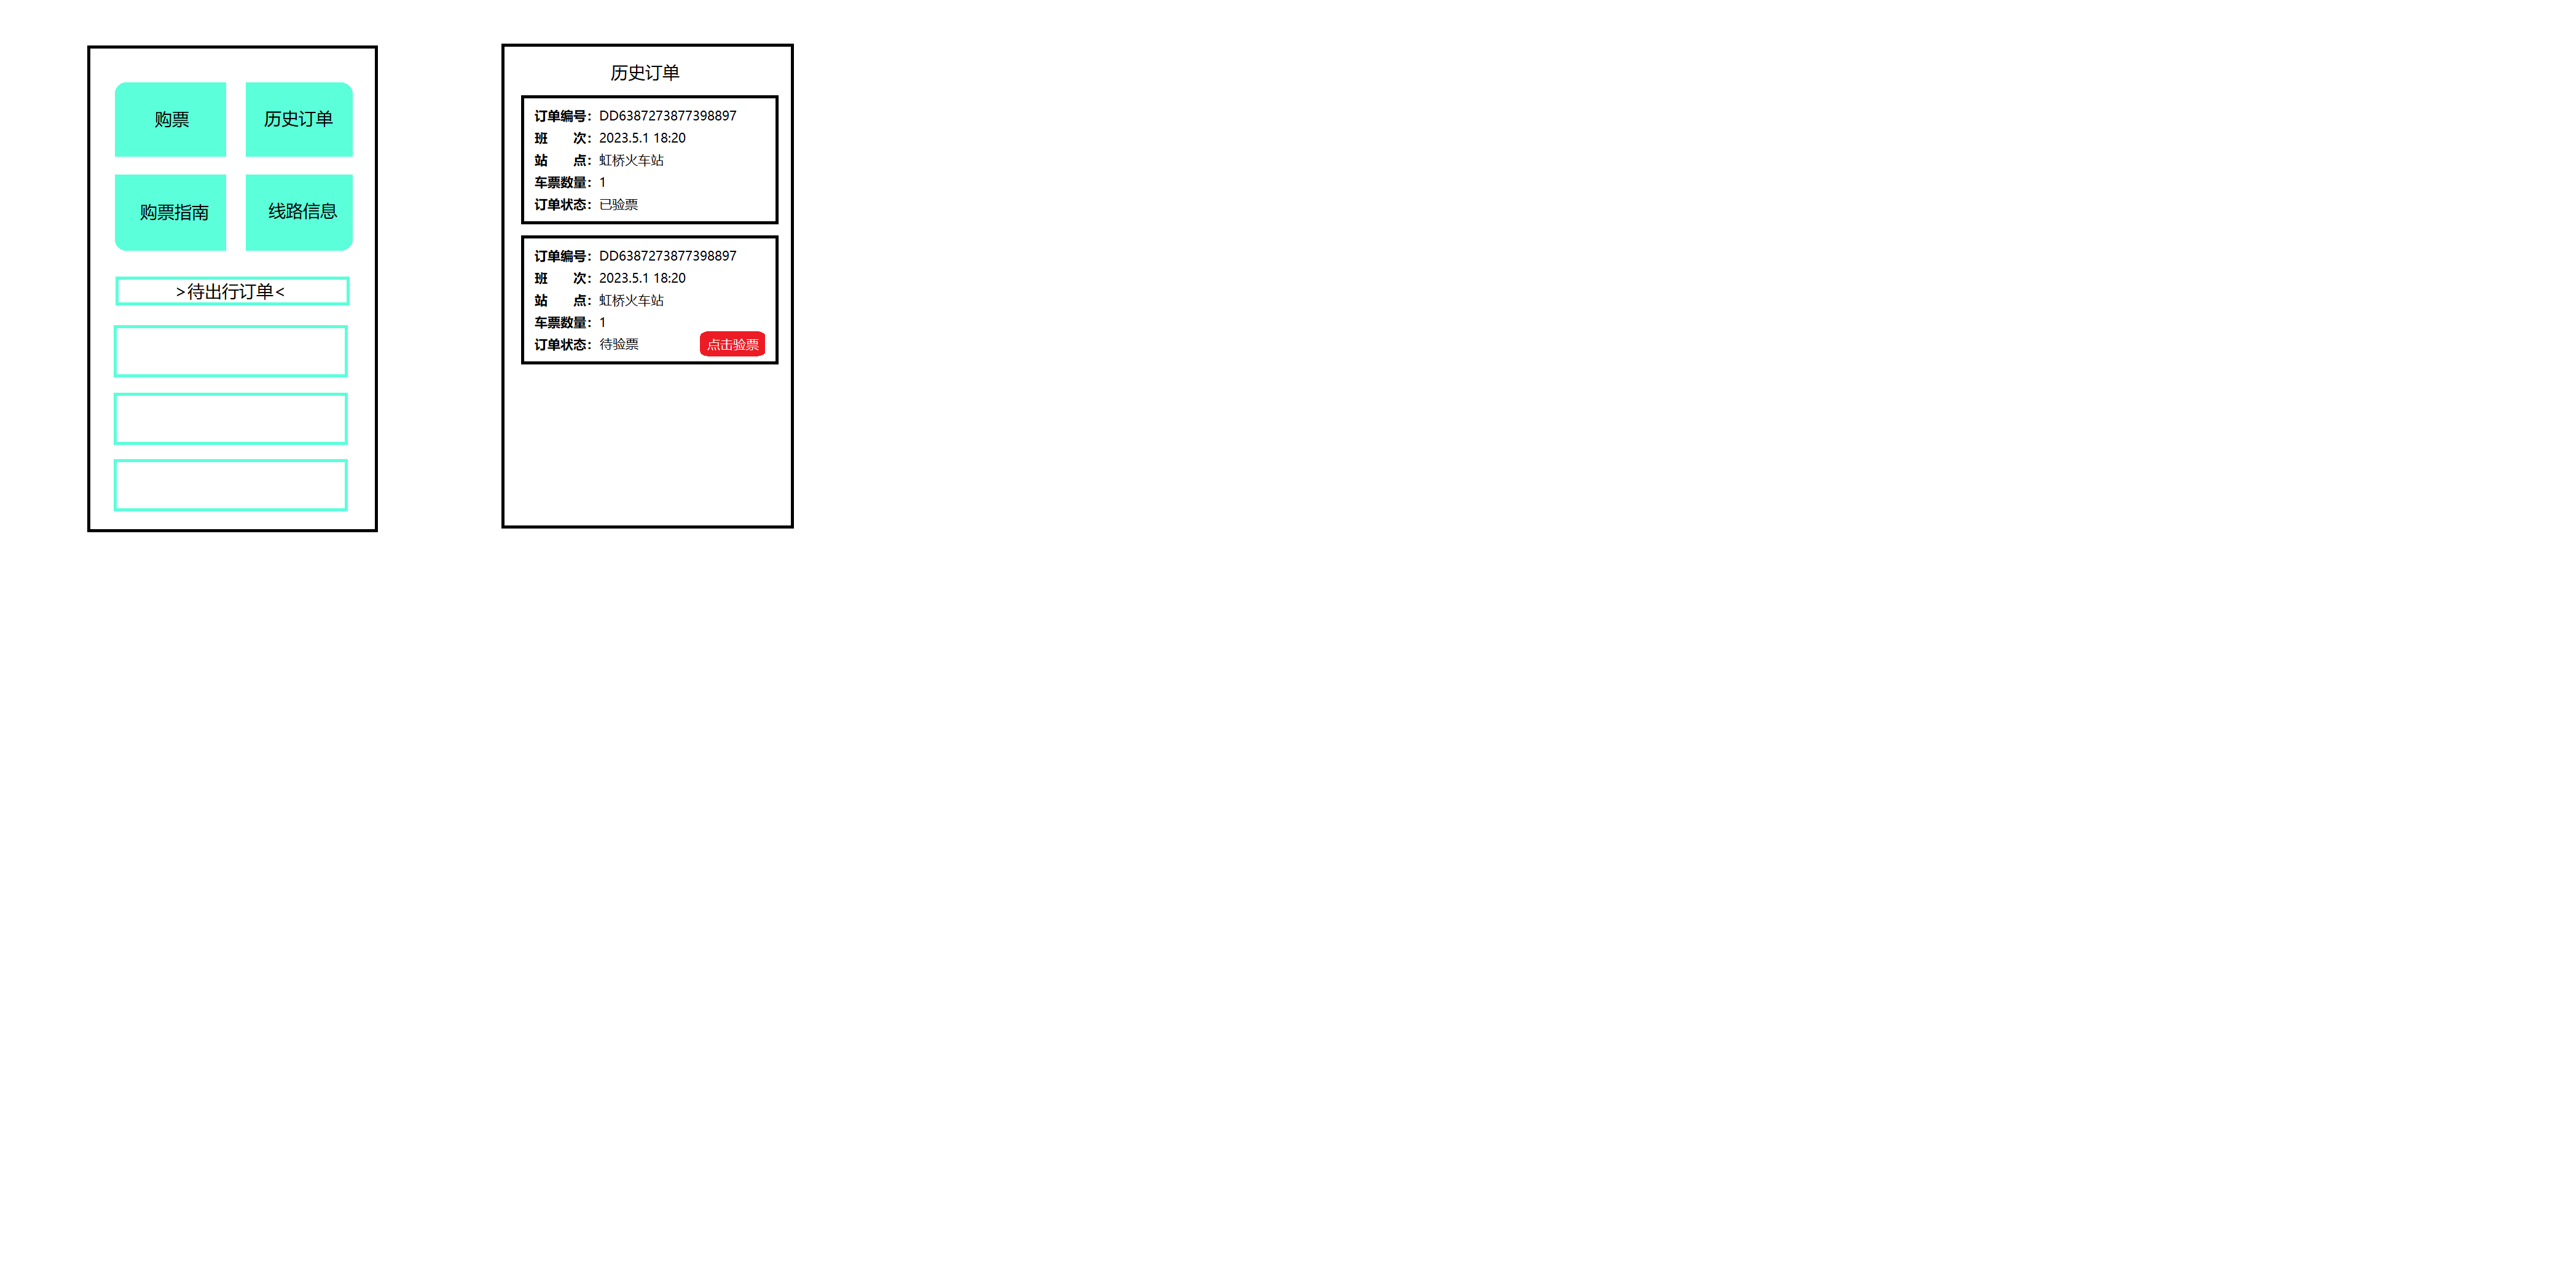 购票
历史订单
购票指南
线路信息
>待出行订单<
历史订单
订单编号：DD6387273877398897
班　　次：2023.5.1 18:20
站　　点：虹桥火车站
车票数量：1
订单状态：已验票
订单编号：DD6387273877398897
班　　次：2023.5.1 18:20
站　　点：虹桥火车站
车票数量：1
订单状态：待验票
点击验票